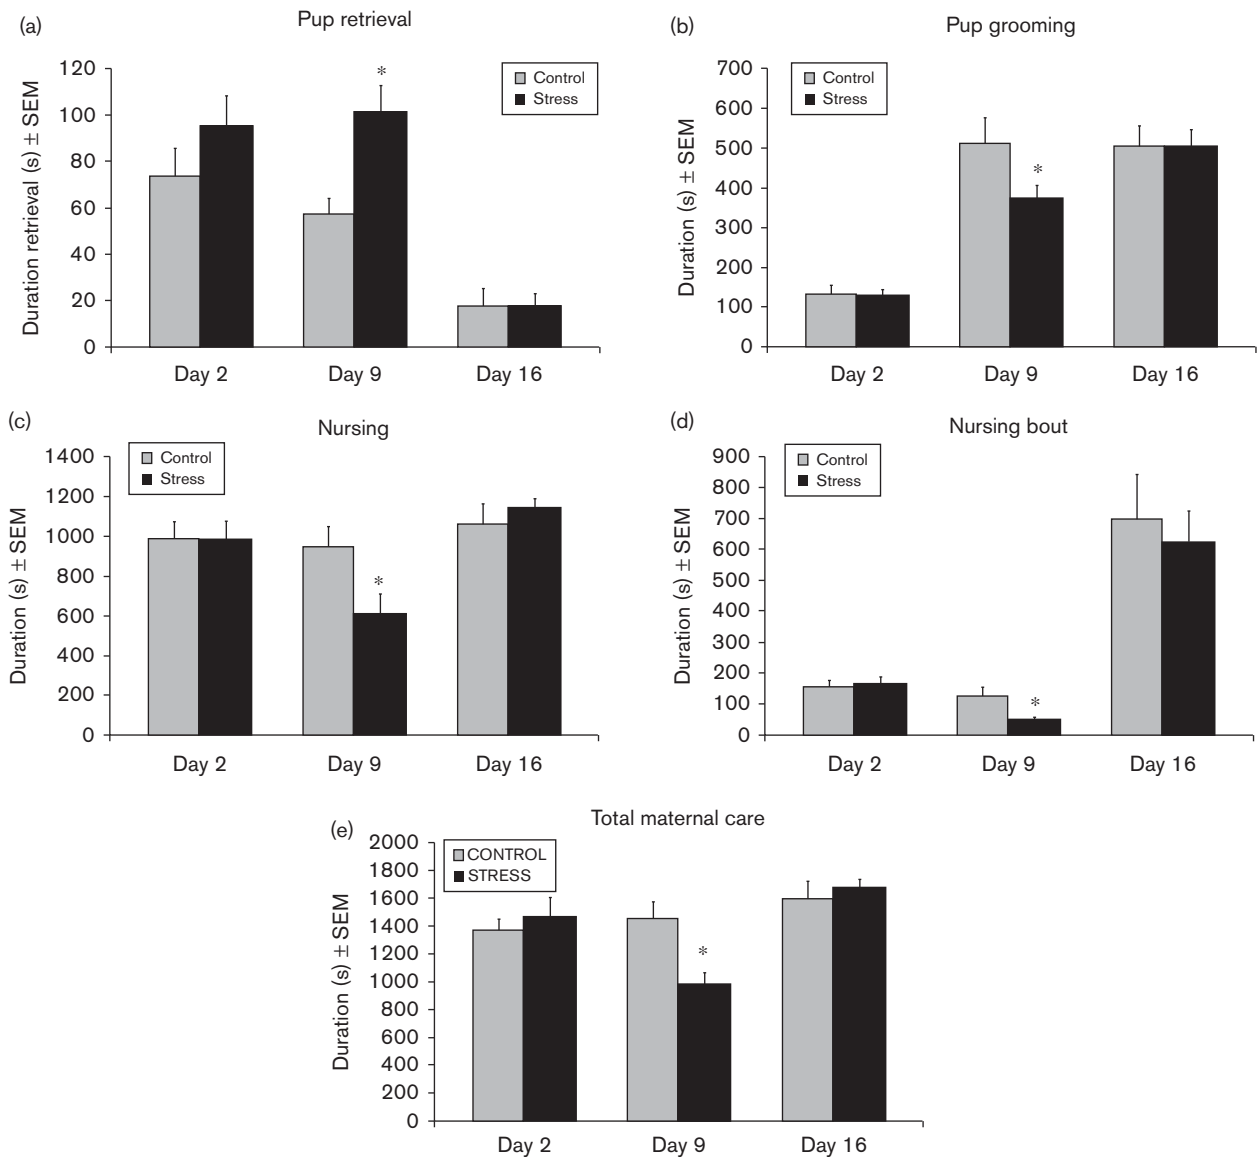 (a)
Pup retrieval
Duration retrieval (s) ± SEM
120
100
80
60
40
20
0
*
Control
Stress
Day 2
Day 9
Day 16
(b)
Pup grooming
Duration (s) ± SEM
700
600
500
400
300
200
100
0
Control
Stress
*
Day 2
Day 9
Day 16
(c)
Nursing
Duration (s) ± SEM
1400
1200
1000
800
600
400
200
0
Control
Stress
*
Day 2
Day 9
Day 16
(d)
Nursing bout
Duration (s) ± SEM
900
800
700
600
500
400
300
200
100
0
Control
Stress
*
Day 2
Day 9
Day 16
(e)
Total maternal care
Duration (s) ± SEM
2000
1800
1600
1400
1200
1000
800
600
400
200
0
CONTROL
STRESS
*
Day 2
Day 9
Day 16